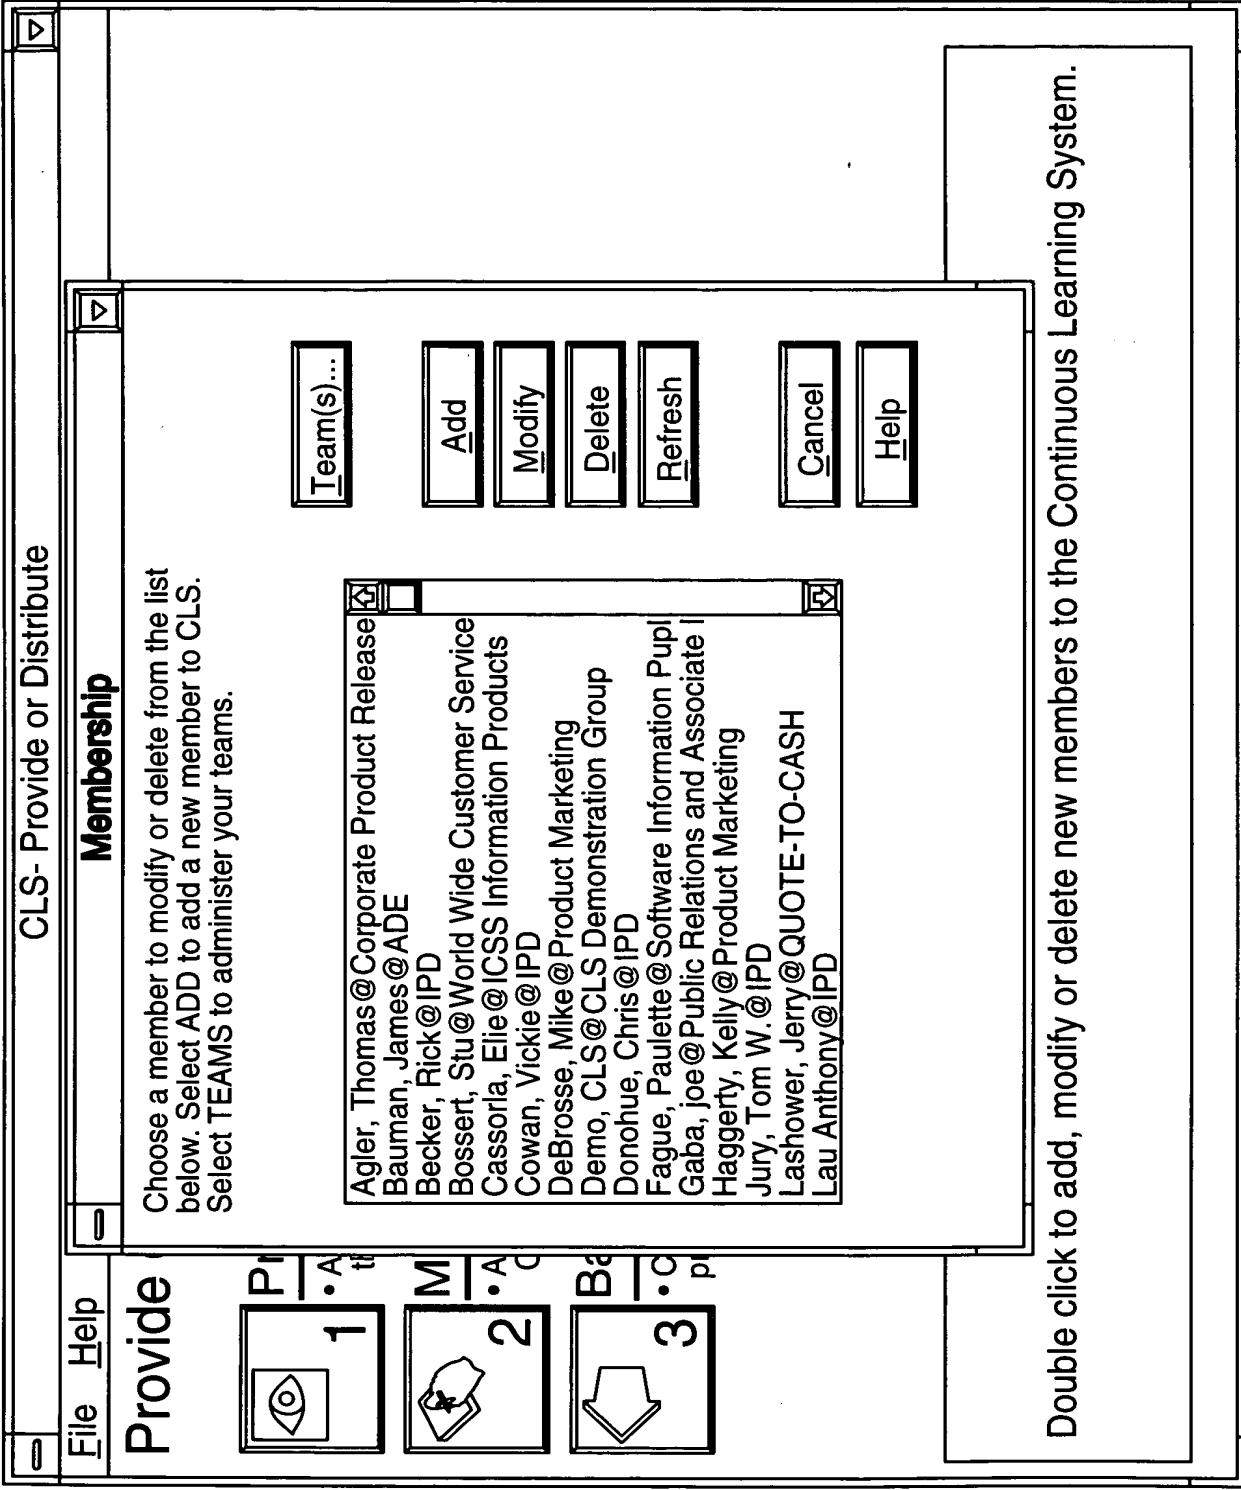 CLS- Provide or Distribute
File Help
Provide
1
Pr
• A
t
2
M
• A
3
Ba
• C
pr
Membership
Choose a member to modify or delete from the list
below. Select ADD to add a new member to CLS.
Select TEAMS to administer your teams.
Agler, Thomas@Corporate Product Release
Bauman, James@ADE
Becker, Rick@IPD
Bossert, Stu@World Wide Customer Service
Cassorla, Elie@ICSS Information Products
Cowan, Vickie@IPD
DeBrosse, Mike@Product Marketing
Demo, CLS@CLS Demonstration Group
Donohue, Chris@IPD
Fague, Paulette@Software Information Pupl
Gaba, joe@Public Relations and Associate I
Haggerty, Kelly@Product Marketing
Jury, Tom W.@IPD
Lashower, Jerry@QUOTE-TO-CASH
Lau Anthony@IPD
Team(s)...
Add
Modify
Delete
Refresh
Cancel
Help
Double click to add, modify or delete new members to the Continuous Learning System.